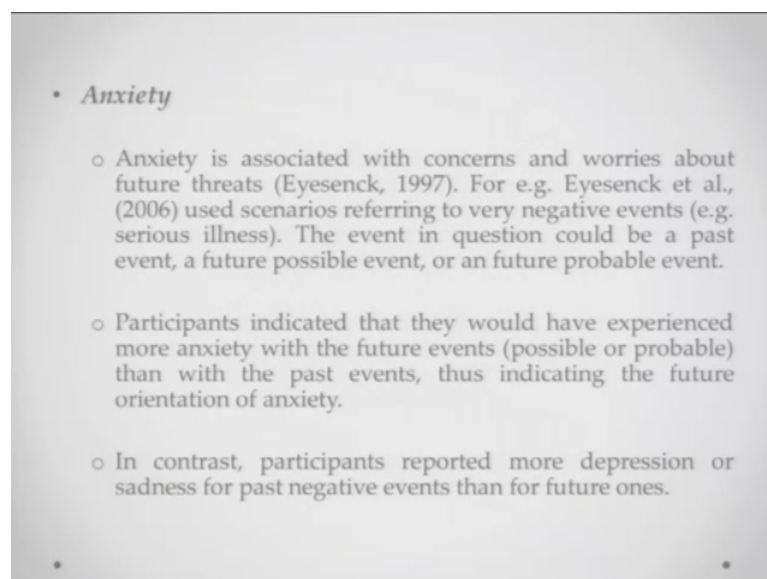 • Anxiety
o Anxiety is associated with concerns and worries about
future threats (Eyesenck, 1997). For e.g. Eyesenck et al.,
(2006) used scenarios referring to very negative events (e.g.
serious illness). The event in question could be a past
event, a future possible event, or an future probable event.
o Participants indicated that they would have experienced
more anxiety with the future events (possible or probable)
than with the past events, thus indicating the future
orientation of anxiety.
o In contrast, participants reported more depression or
sadness for past negative events than for future ones.